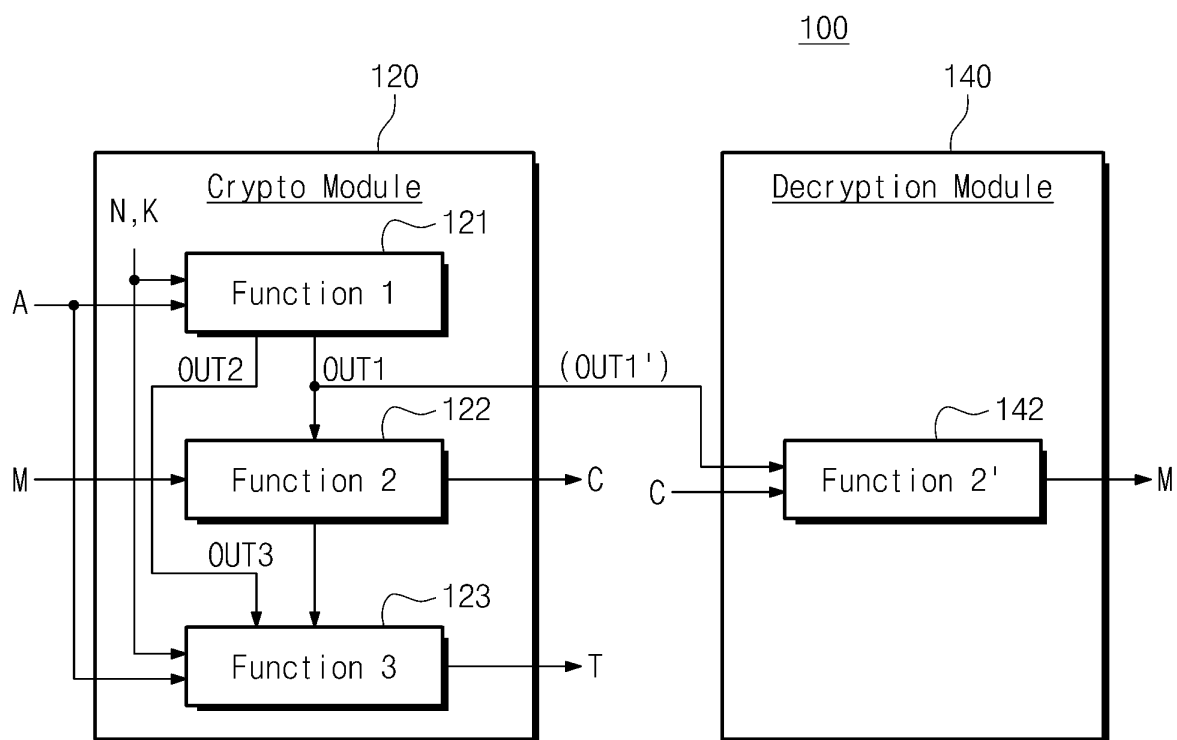 100
120
140
Crypto Module
Decryption Module
N,K
121
Function 1
A
OUT2
OUT1
(OUT1')
122
142
M
Function 2
C
C
Function 2'
M
OUT3
123
Function 3
T